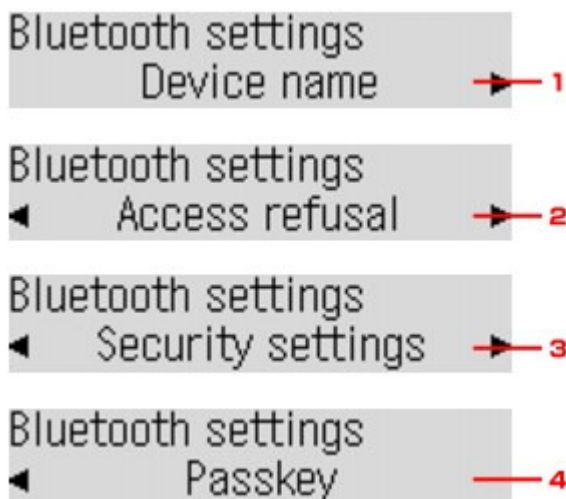 Bluetooth settings
Device name 1
Bluetooth settings
Access refusal 2
Bluetooth settings
Security settings 3
Bluetooth settings
Passkey 4